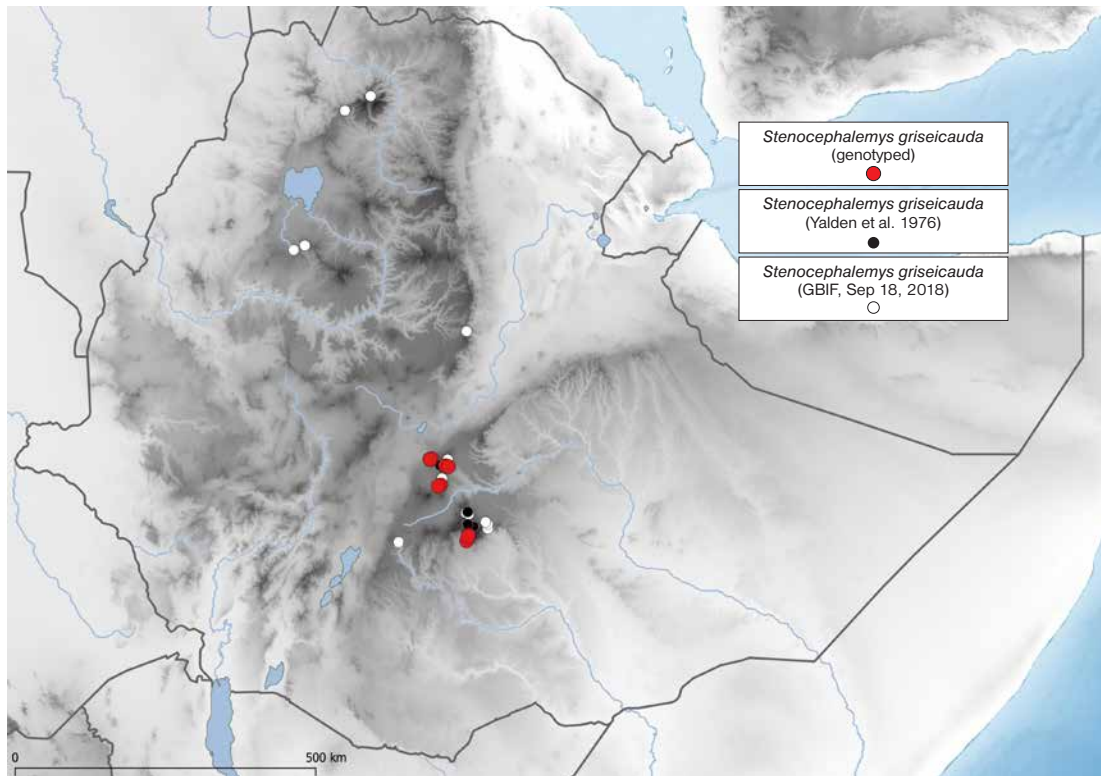 Stenocephalemys griseicauda
(genotyped)
Stenocephalemys griseicauda
(Yalden et al. 1976)
Stenocephalemys griseicauda
(GBIF, Sep 18, 2018)
0 500 km